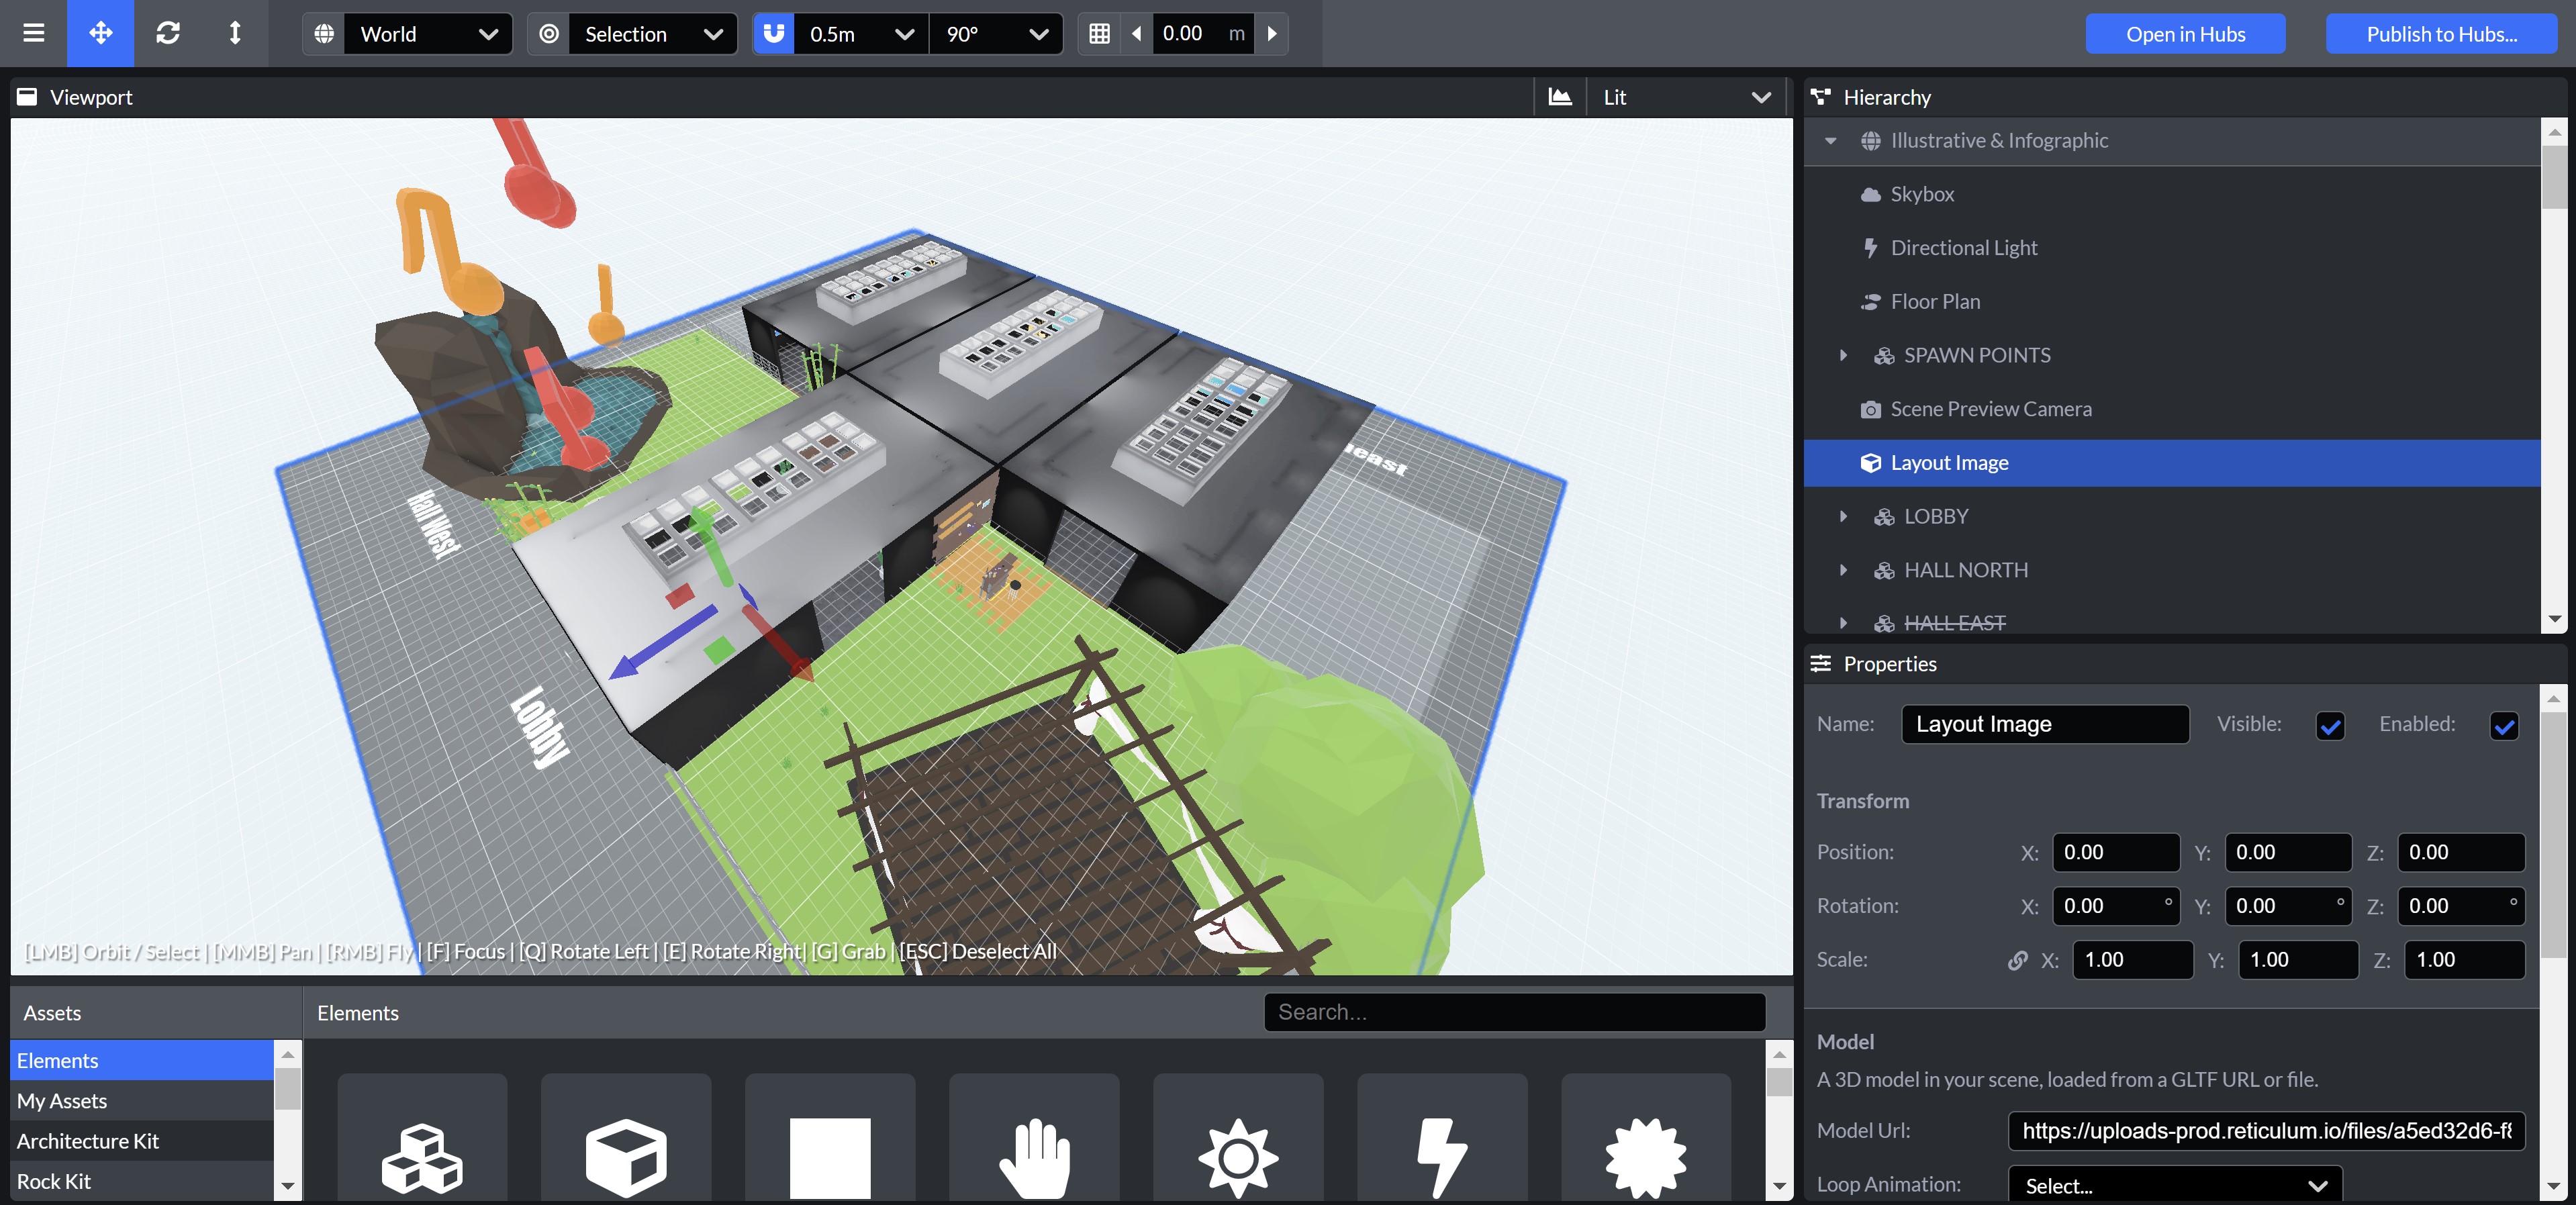 World
Selection
0.5m
90°
0.00 m
Open in Hubs
Publish to Hubs...
Viewport
Lit
Hierarchy
Illustrative & Infographic
Skybox
Directional Light
Floor Plan
SPAWN POINTS
Scene Preview Camera
Layout Image
LOBBY
HALL NORTH
HALL EAST
Hall West
Lobby
[LMB] Orbit / Select | [MMB] Pan | [RMB] Fly | [F] Focus | [Q] Rotate Left | [E] Rotate Right| [G] Grab | [ESC] Deselect All
Properties
Name: Layout Image Visible: Enabled:
Transform
Position: X: 0.00 Y: 0.00 Z: 0.00
Rotation: X: 0.00 ° Y: 0.00 ° Z: 0.00 °
Scale: X: 1.00 Y: 1.00 Z: 1.00
Model
A 3D model in your scene, loaded from a GLTF URL or file.
Model Url: https://uploads-prod.reticulum.io/files/a5ed32d6-f
Loop Animation: Select...
Assets
Elements
My Assets
Architecture Kit
Rock Kit
Elements
Search...